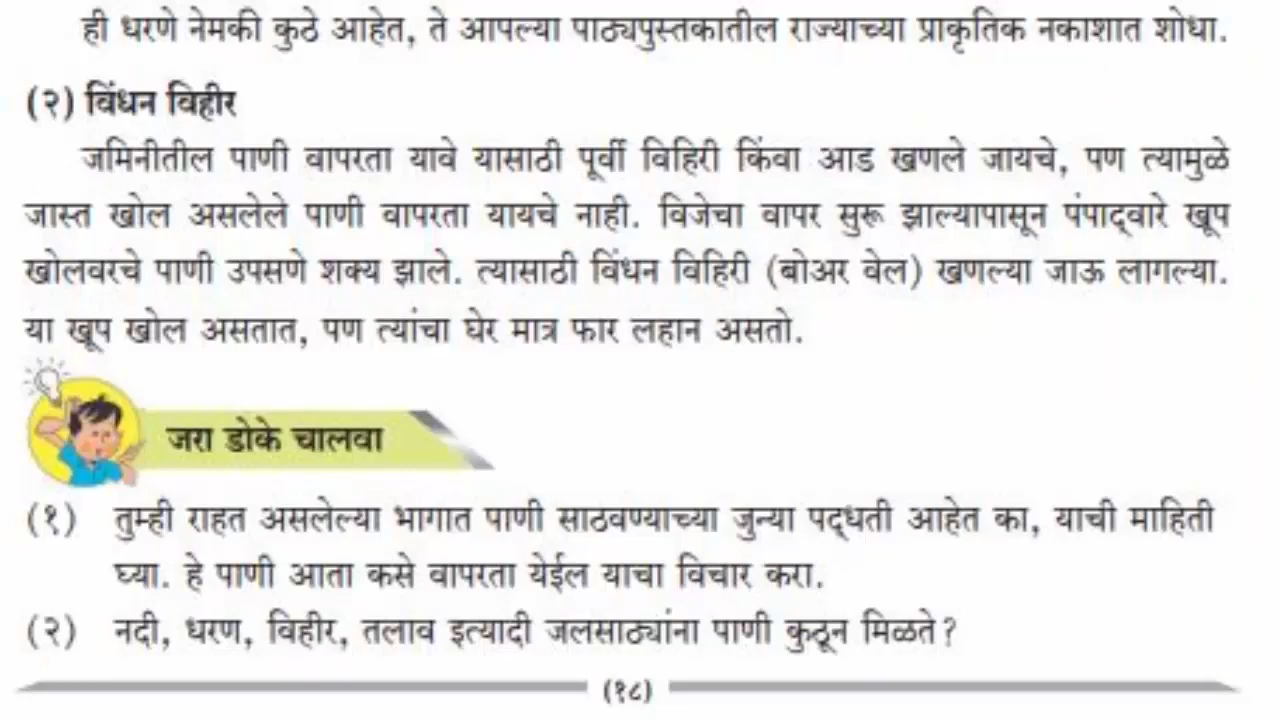 ही धरणे नेमकी कुठे आहेत, ते आपल्या पाठ्यपुस्तकातील राज्याच्या प्राकृतिक नकाशात शोधा.
(२) विंधन विहीर
जमिनीतील पाणी वापरता यावे यासाठी पूर्वी विहिरी किंवा आड खणले जायचे, पण त्यामुळे
जास्त खोल असलेले पाणी वापरता यायचे नाही. विजेचा वापर सुरू झाल्यापासून पंपाद्वारे खूप
खोलवरचे पाणी उपसणे शक्य झाले. त्यासाठी विंधन विहिरी (बोअर वेल) खणल्या जाऊ लागल्या.
या खूप खोल असतात, पण त्यांचा घेर मात्र फार लहान असतो.
जरा डोके चालवा
(१) तुम्ही राहत असलेल्या भागात पाणी साठवण्याच्या जुन्या पद्धती आहेत का, याची माहिती
घ्या. हे पाणी आता कसे वापरता येईल याचा विचार करा.
(२) नदी, धरण, विहीर, तलाव इत्यादी जलसाठ्यांना पाणी कुठून मिळते?
(१८)